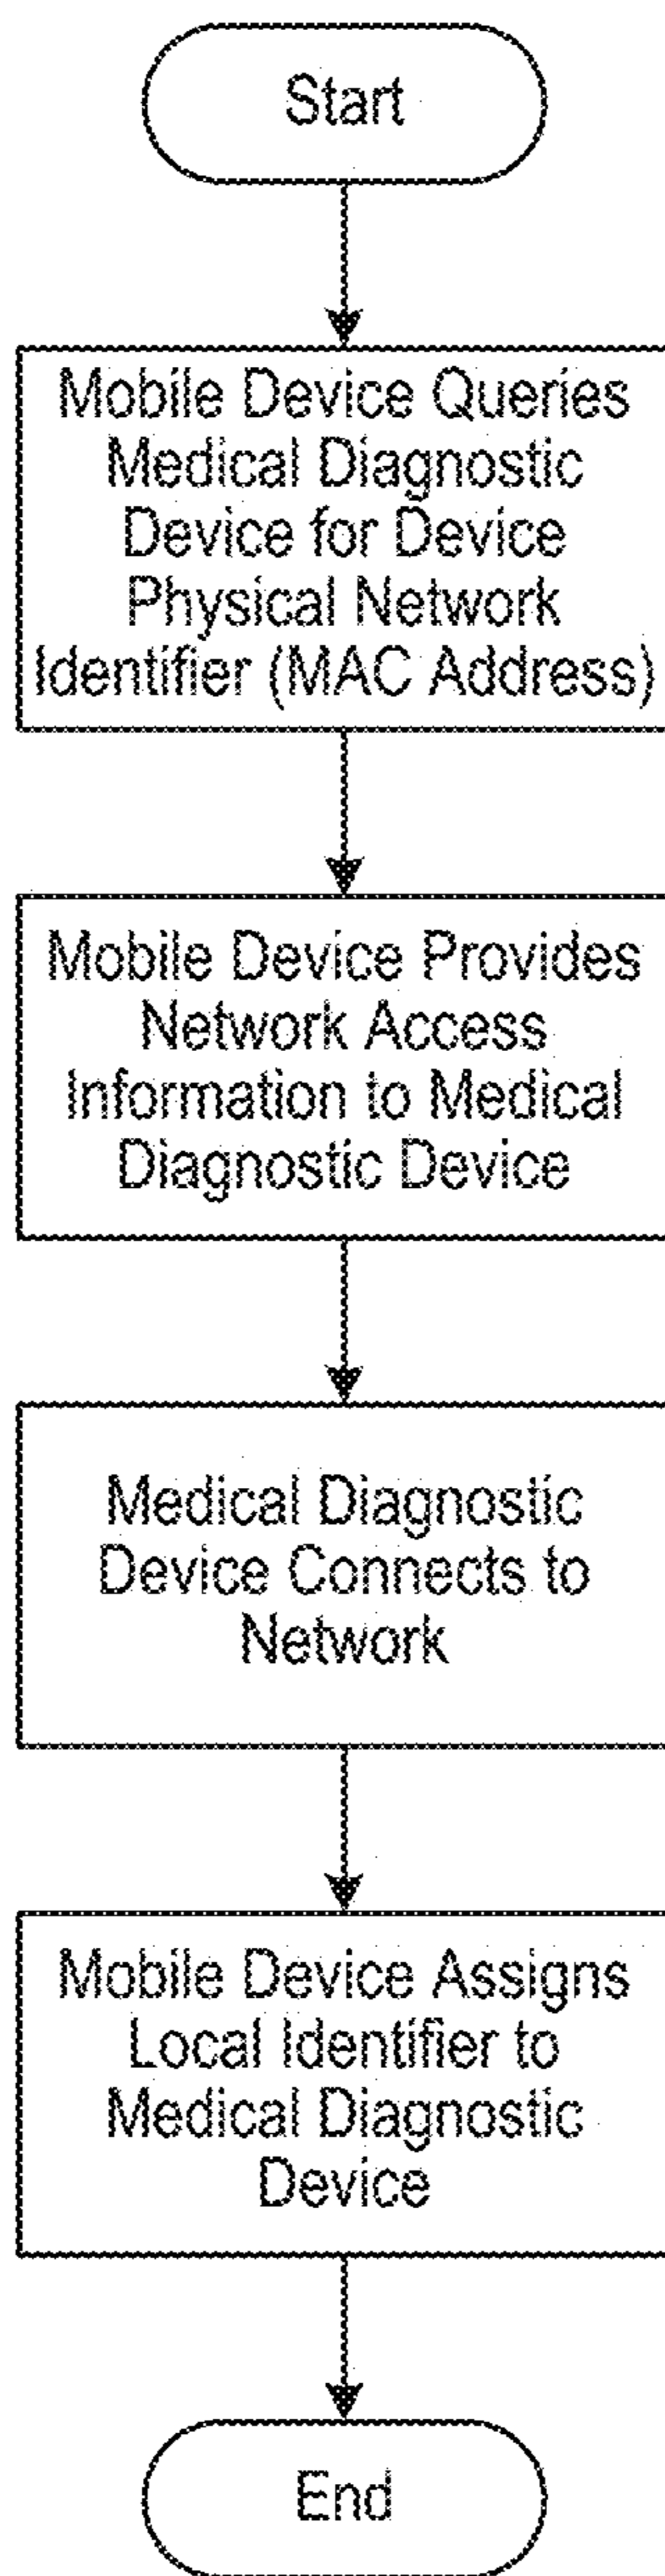 Start
Mobile Device Queries
Medical Diagnostic
Device for Device
Physical Network
Identifier (MAC Address)
Mobile Device Provides
Network Access
Information to Medical
Diagnostic Device
Medical Diagnostic
Device Connects to
Network
Mobile Device Assigns
Local Identifier to
Medical Diagnostic
Device
End